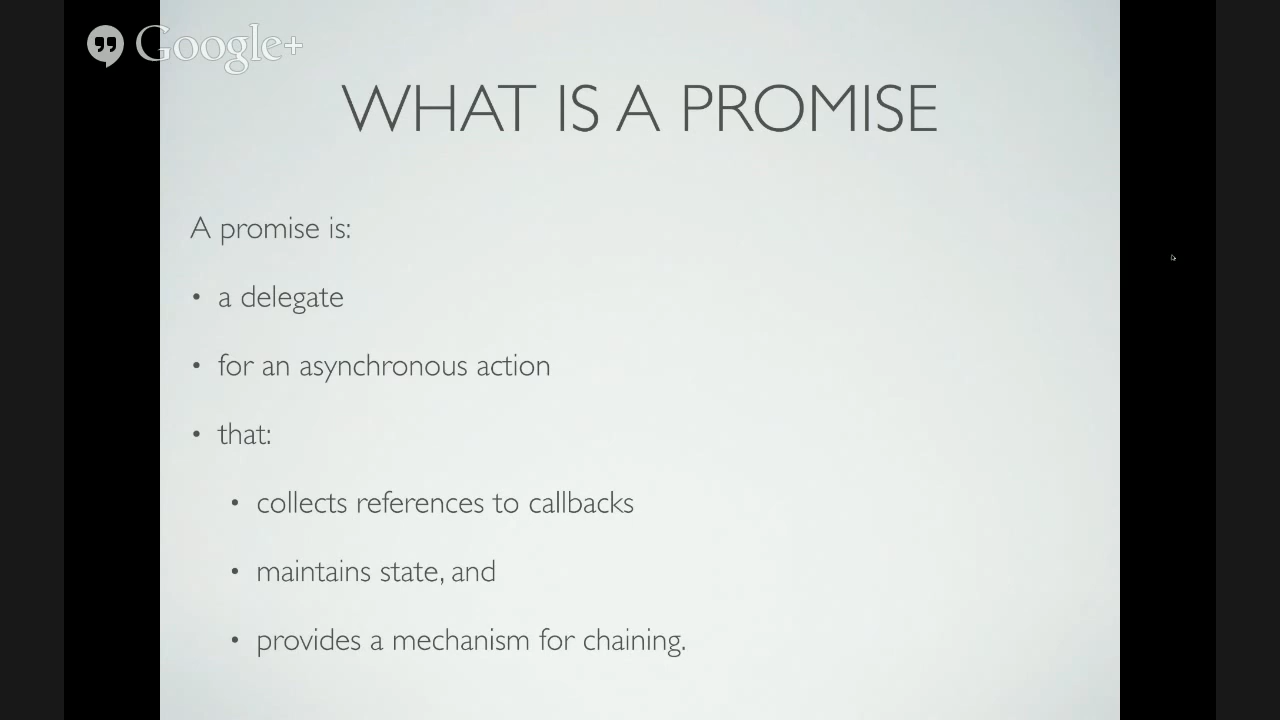 Google+
WHAT IS A PROMISE
A promise is:
• a delegate
• for an asynchronous action
• that:
• collects references to callbacks
• maintains state, and
• provides a mechanism for chaining.